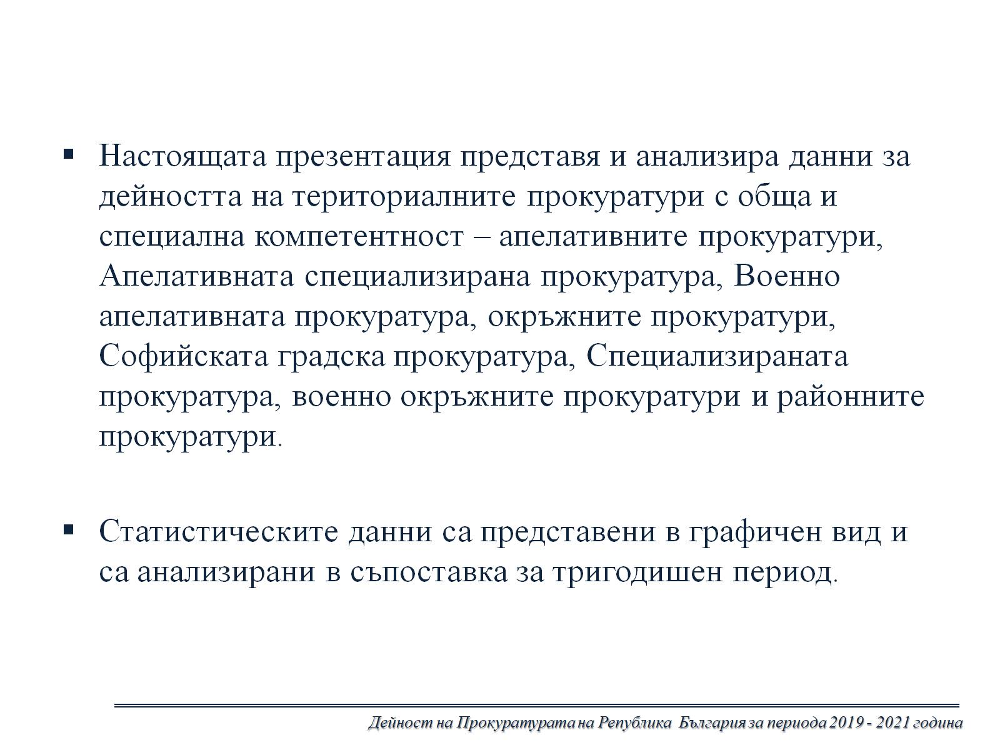 ▪ Настоящата презентация представя и анализира данни за
дейността на териториалните прокуратури с обща и
специална компетентност – апелативните прокуратури,
Апелативната специализирана прокуратура, Военно
апелативната прокуратура, окръжните прокуратури,
Софийската градска прокуратура, Специализираната
прокуратура, военно окръжните прокуратури и районните
прокуратури.
▪ Статистическите данни са представени в графичен вид и
са анализирани в съпоставка за тригодишен период.
Дейност на Прокуратурата на Република България за периода 2019 - 2021 година